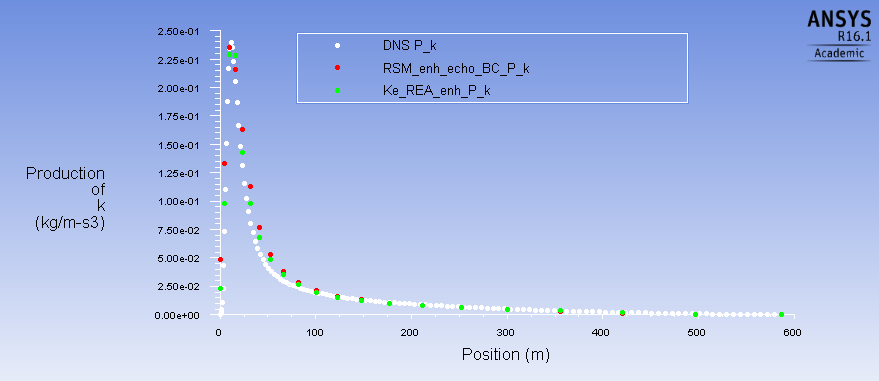 ANSYS
R16.1
Academic
DNS P_k
RSM_enh_echo_BC_P_k
Ke_REA_enh_P_k
Production
of
k
(kg/m-s3)
2.50e-01
2.25e-01
2.00e-01
1.75e-01
1.50e-01
1.25e-01
1.00e-01
7.50e-02
5.00e-02
2.50e-02
0.00e+00
0 100 200 300 400 500 600
Position (m)